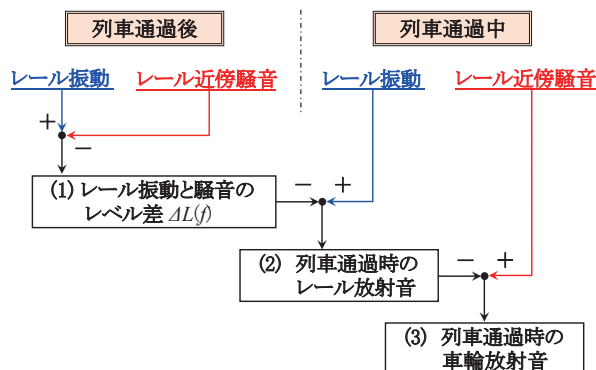 列車通過後
列車通過中
レール振動
レール近傍騒音
レール振動
レール近傍騒音
+
−
(1) レール振動と騒音の
レベル差 ΔL(f)
−
+
(2) 列車通過時の
レール放射音
−
+
(3) 列車通過時の
車輪放射音